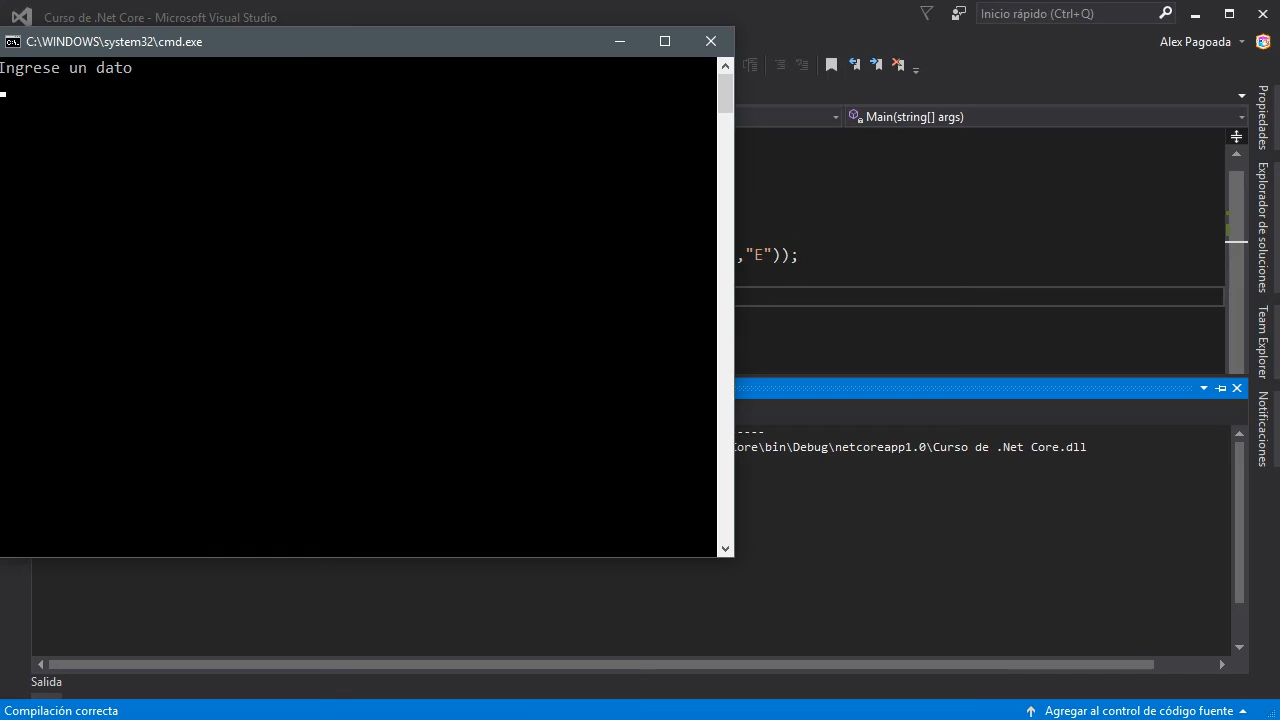 Curso de .Net Core - Microsoft Visual Studio
Inicio rápido (Ctrl+Q)
C:\WINDOWS\system32\cmd.exe
Alex Pagoada
Ingrese un dato
Main(string[] args)
Propiedades
Explorador de soluciones
Team Explorer
Notificaciones
,"E"));
----
Core\bin\Debug\netcoreapp1.0\Curso de .Net Core.dll
Salida
Compilación correcta
Agregar al control de código fuente